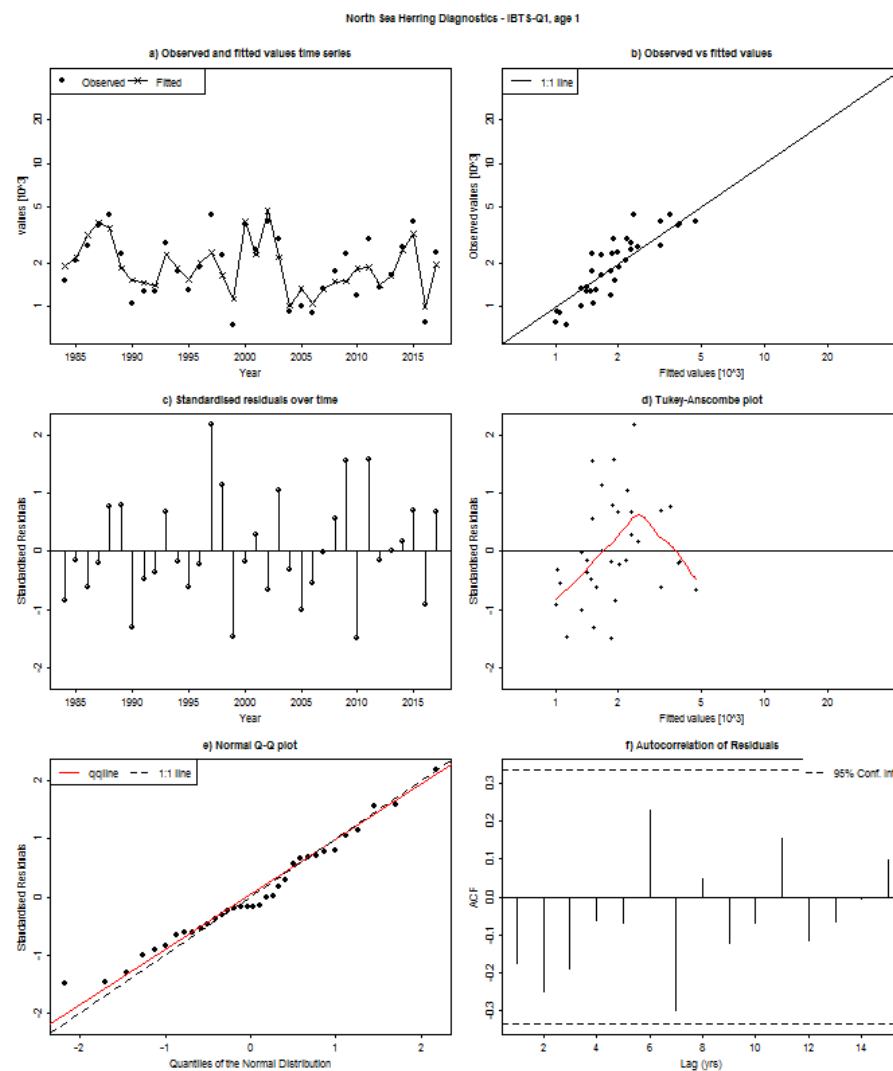 North Sea Herring Diagnostics - IBTS-Q1, age 1
a) Observed and fitted values time series
Observed Fitted
values [10^3]
1 2 5 10 20
1985 1990 1995 2000 2005 2010 2015
Year
b) Observed vs fitted values
1:1 line
Observed values [10^3]
1 2 5 10 20
1 2 5 10 20
Fitted values [10^3]
c) Standardised residuals over time
Standardised Residuals
-2 -1 0 1 2
1985 1990 1995 2000 2005 2010 2015
Year
d) Tukey-Anscombe plot
Standardised Residuals
-2 -1 0 1 2
1 2 5 10 20
Fitted values [10^3]
e) Normal Q-Q plot
qqline 1:1 line
Standardised Residuals
-2 -1 0 1 2
-2 -1 0 1 2
Quantiles of the Normal Distribution
f) Autocorrelation of Residuals
95% Conf. Int
ACF
-0.3 -0.2 -0.1 0.0 0.1 0.2 0.3
2 4 6 8 10 12 14
Lag (yrs)